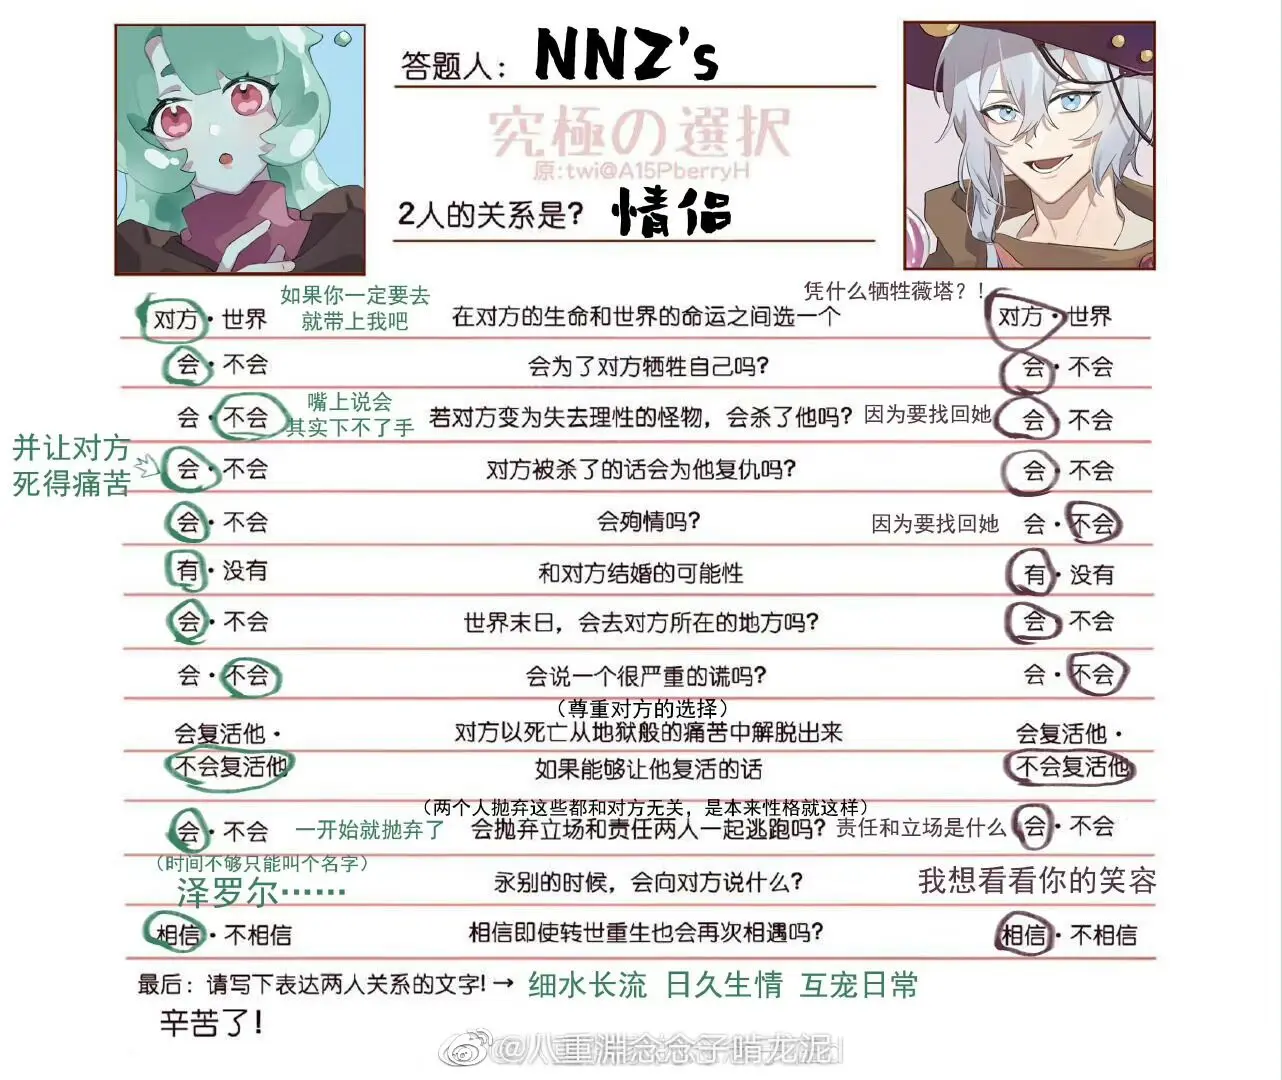 答题人: NNZ's
究極の選択
原:twi@A15PberryH
2人的关系是? 情侣
如果你一定要去
就带上我吧
凭什么牺牲薇塔?!
对方・世界 在对方的生命和世界的命运之间选一个 对方・世界
会・不会 会为了对方牺牲自己吗? 会・不会
嘴上说会
其实下不了手
会・不会 若对方变为失去理性的怪物，会杀了他吗? 因为要找回她 会・不会
并让对方
死得痛苦
会・不会 对方被杀了的话会为他复仇吗? 会・不会
会・不会 会殉情吗? 因为要找回她 会・不会
有・没有 和对方结婚的可能性 有・没有
会・不会 世界末日，会去对方所在的地方吗? 会・不会
会・不会 会说一个很严重的谎吗? 会・不会
（尊重对方的选择）
会复活他・ 对方以死亡从地狱般的痛苦中解脱出来 会复活他・
不会复活他 如果能够让他复活的话 不会复活他
（两个人抛弃这些都和对方无关，是本来性格就这样）
会・不会 一开始就抛弃了 会抛弃立场和责任两人一起逃跑吗? 责任和立场是什么 会・不会
（时间不够只能叫个名字）
泽罗尔…… 永别的时候，会向对方说什么? 我想看看你的笑容
相信・不相信 相信即使转世重生也会再次相遇吗? 相信・不相信
最后: 请写下表达两人关系的文字!→ 细水长流 日久生情 互宠日常
辛苦了!
@八重淵念念子啃龙泥